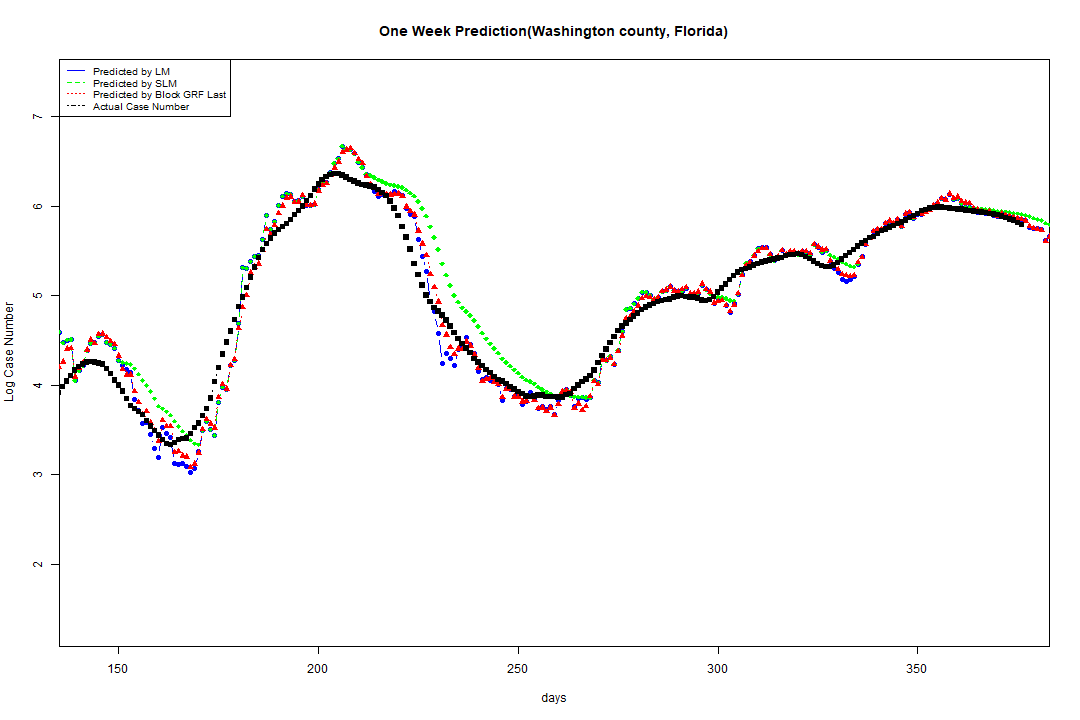 One Week Prediction(Washington county, Florida)
Predicted by LM
Predicted by SLM
Predicted by Block GRF Last
Actual Case Number
7
6
5
4
3
2
Log Case Number
150 200 250 300 350
days